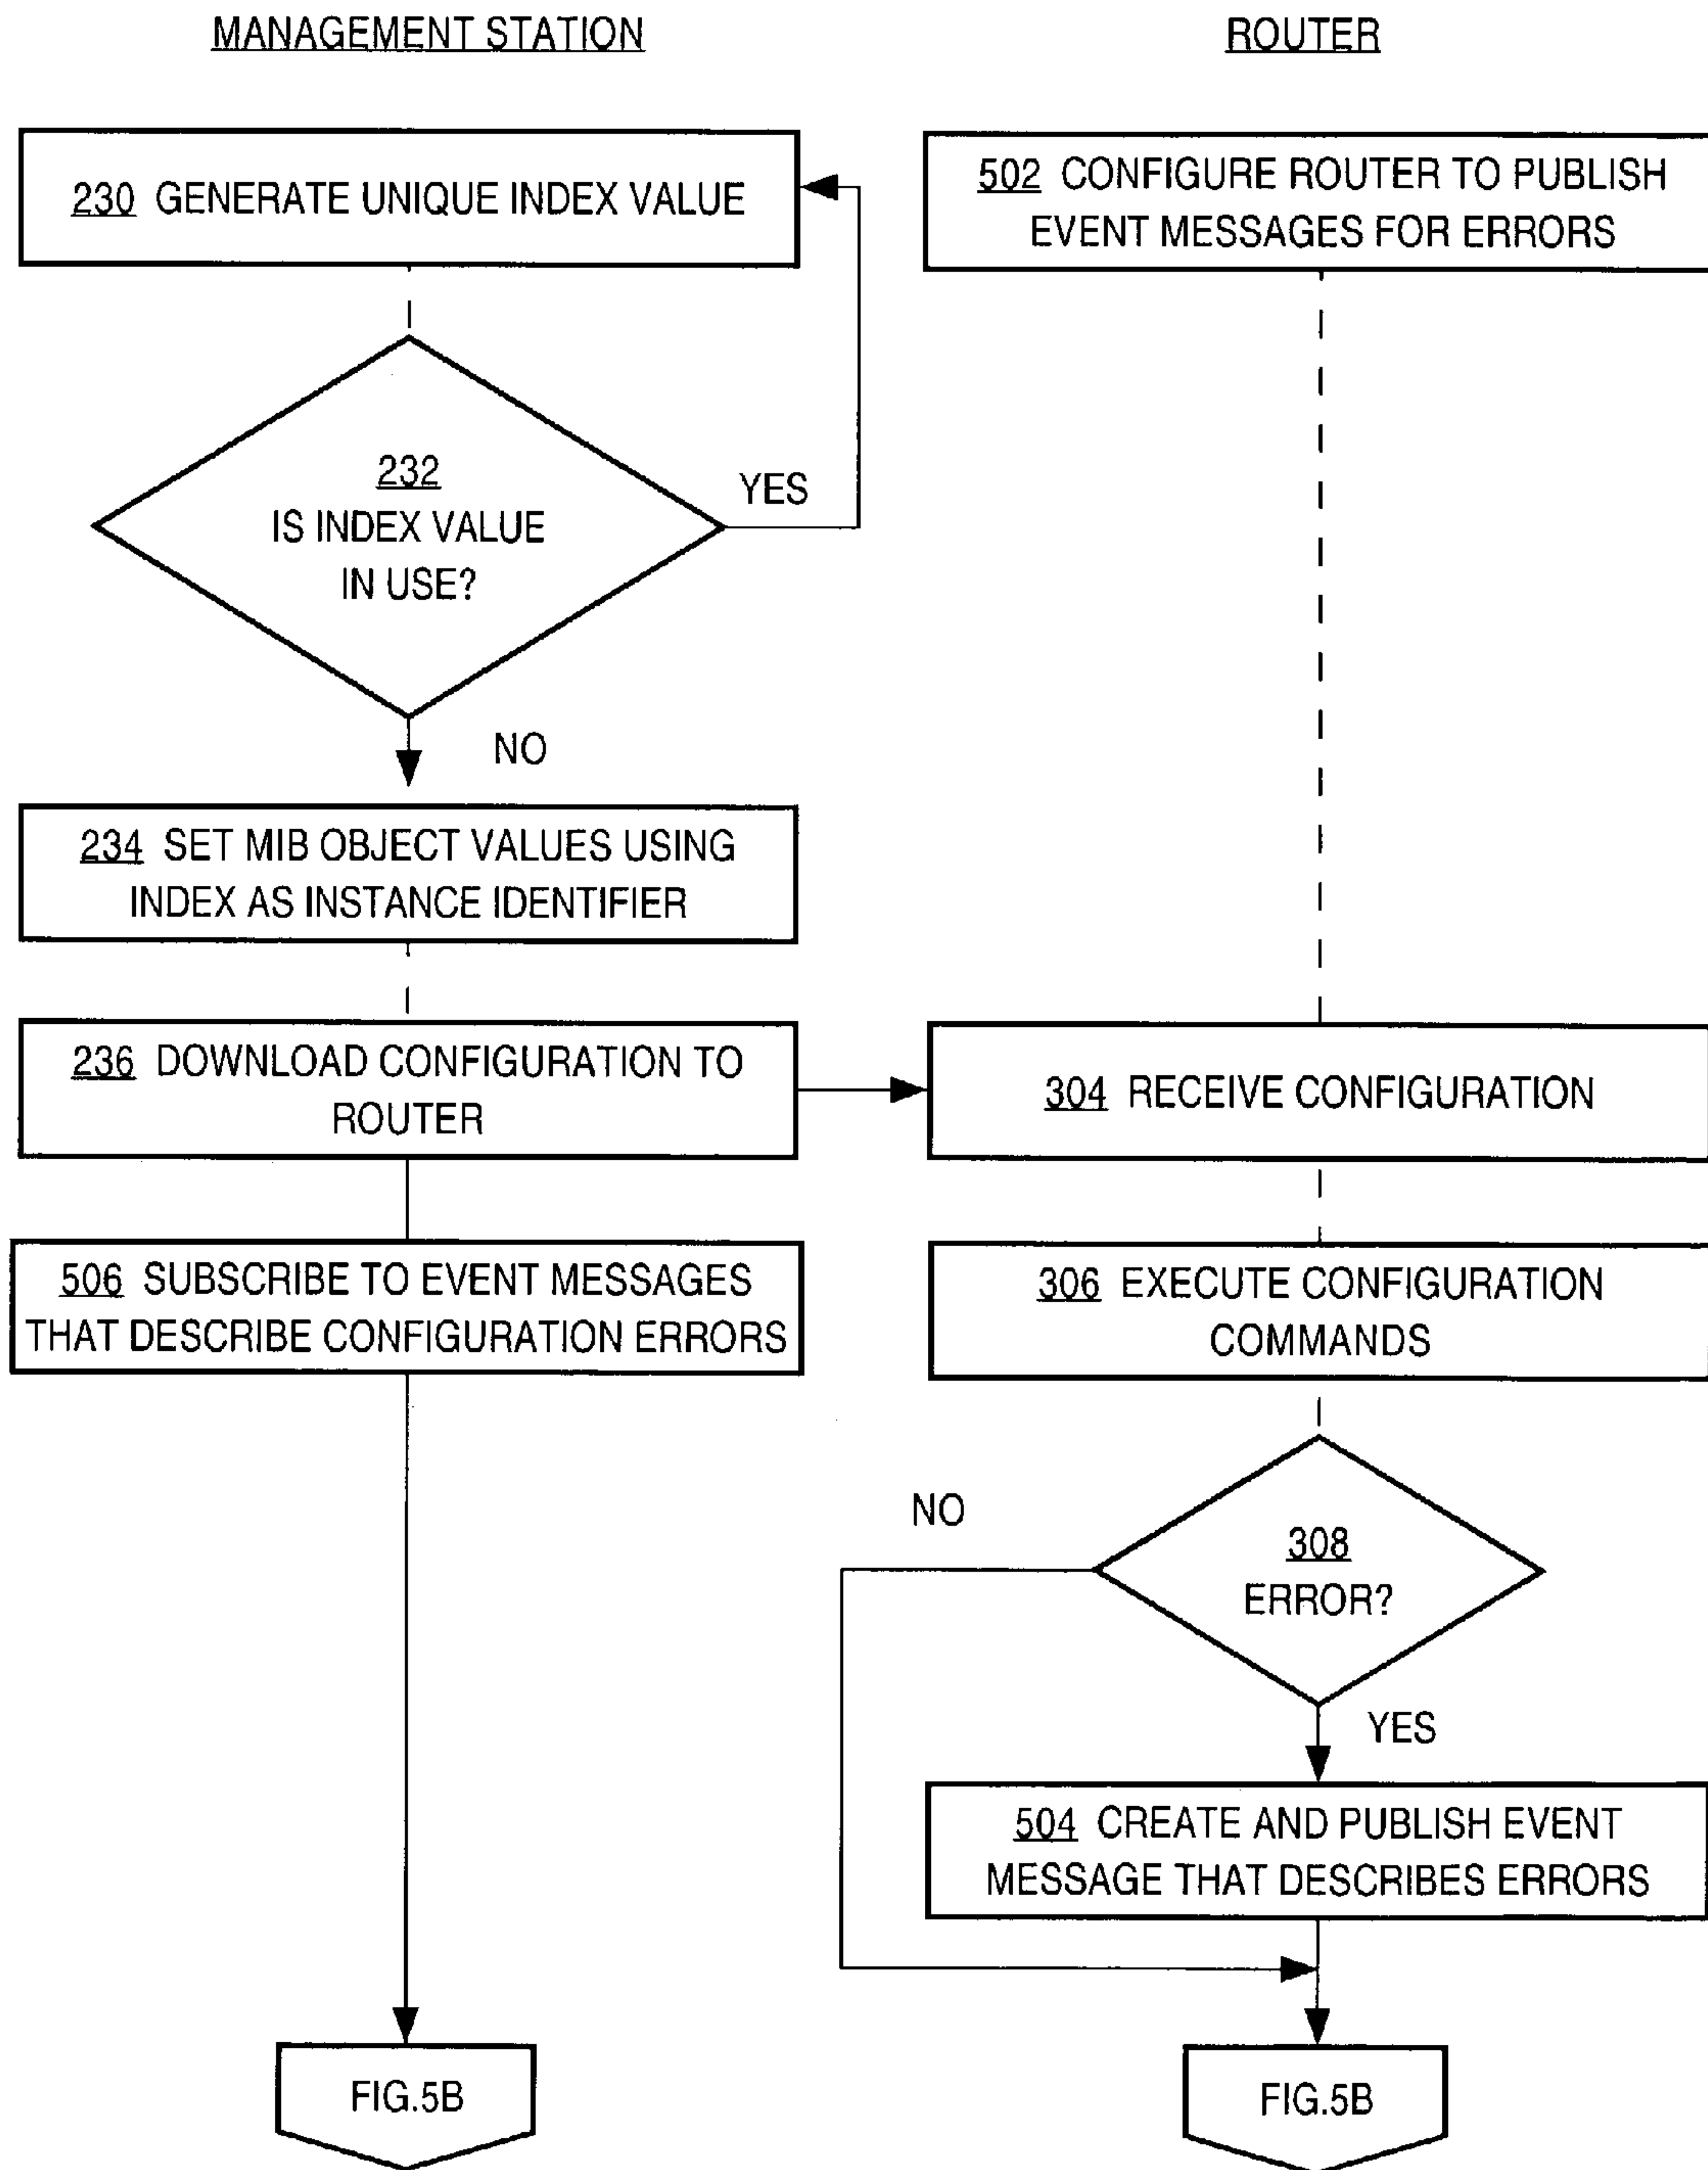 MANAGEMENT STATION
ROUTER
230 GENERATE UNIQUE INDEX VALUE
502 CONFIGURE ROUTER TO PUBLISH
EVENT MESSAGES FOR ERRORS
232
IS INDEX VALUE
IN USE?
YES
NO
234 SET MIB OBJECT VALUES USING
INDEX AS INSTANCE IDENTIFIER
236 DOWNLOAD CONFIGURATION TO
ROUTER
304 RECEIVE CONFIGURATION
506 SUBSCRIBE TO EVENT MESSAGES
THAT DESCRIBE CONFIGURATION ERRORS
306 EXECUTE CONFIGURATION
COMMANDS
NO
308
ERROR?
YES
504 CREATE AND PUBLISH EVENT
MESSAGE THAT DESCRIBES ERRORS
FIG.5B
FIG.5B